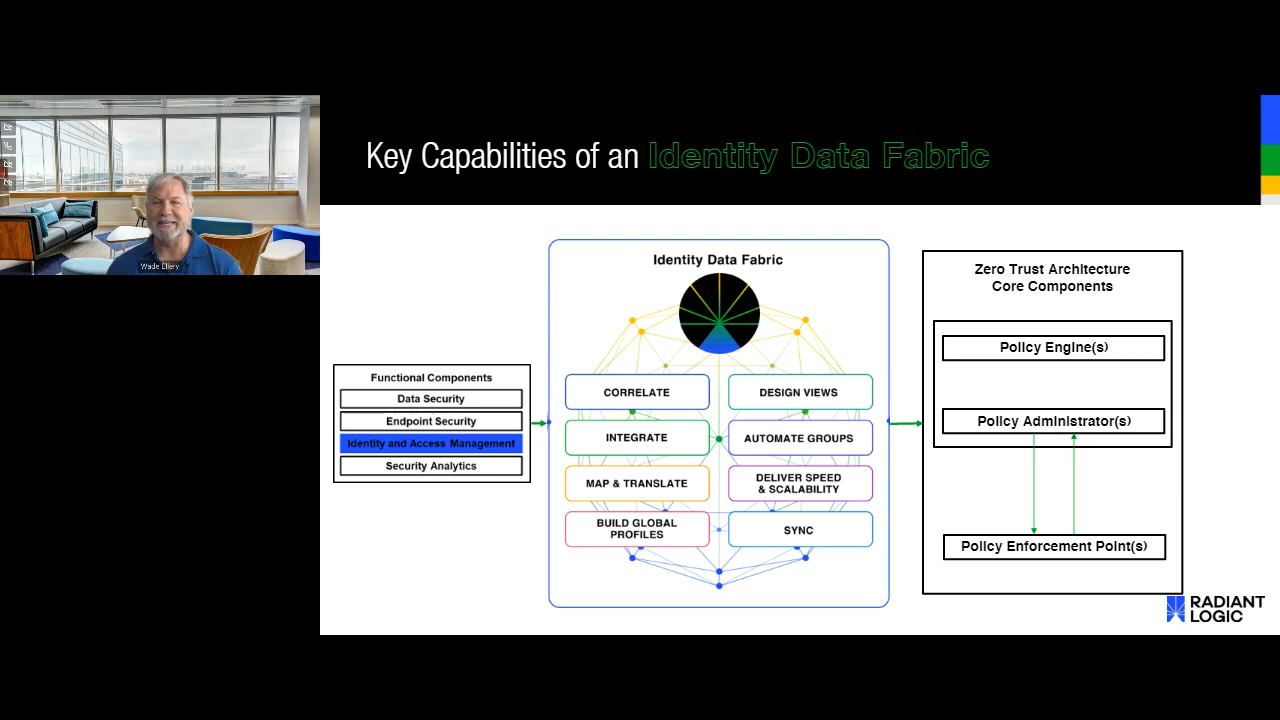 Key Capabilities of an Identity Data Fabric
Wade Ellery
Functional Components
Data Security
Endpoint Security
Identity and Access Management
Security Analytics
Identity Data Fabric
CORRELATE
DESIGN VIEWS
INTEGRATE
AUTOMATE GROUPS
MAP & TRANSLATE
DELIVER SPEED
& SCALABILITY
BUILD GLOBAL
PROFILES
SYNC
Zero Trust Architecture
Core Components
Policy Engine(s)
Policy Administrator(s)
Policy Enforcement Point(s)
RADIANT
LOGIC